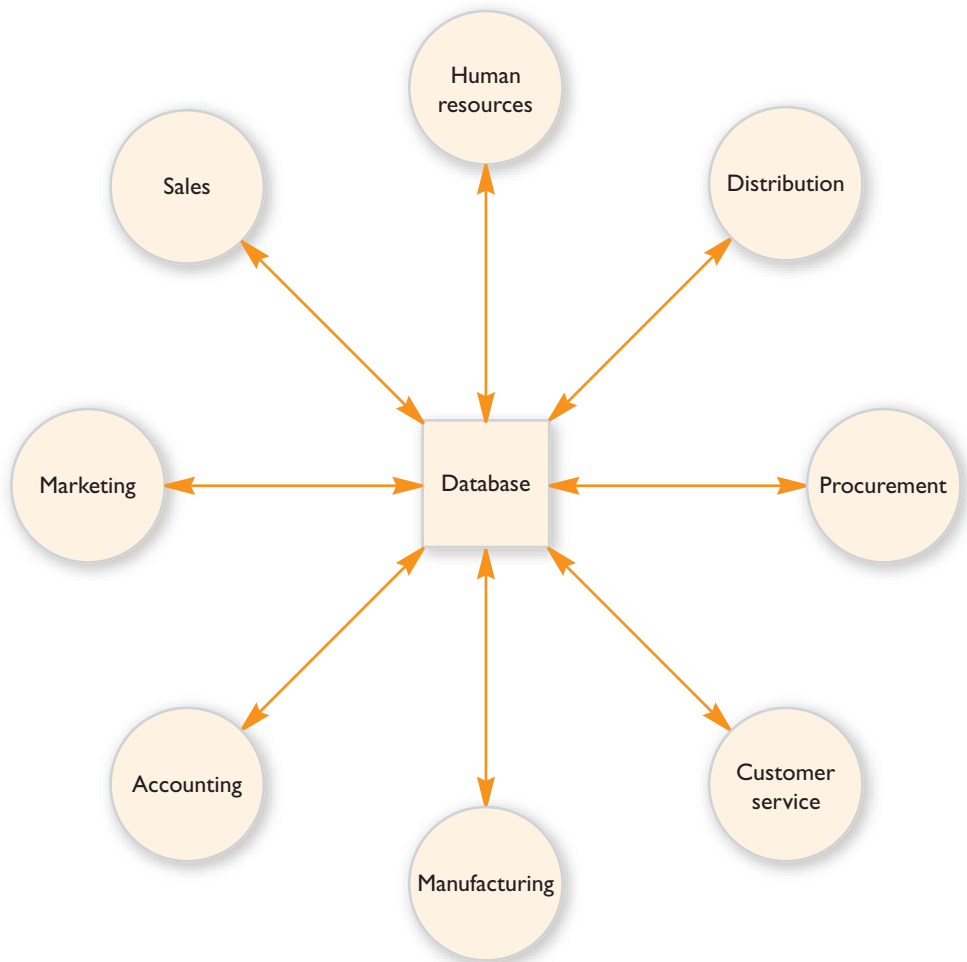 Human
resources
Sales
Distribution
Marketing
Database
Procurement
Accounting
Customer
service
Manufacturing